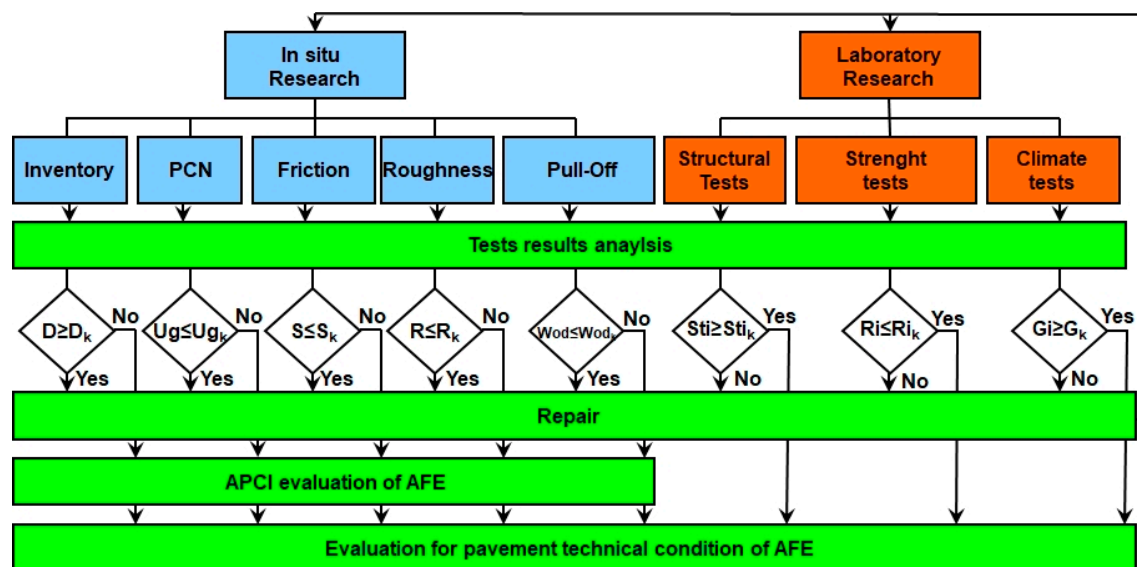 In situ
Research
Laboratory
Research
Inventory
PCN
Friction
Roughness
Pull-Off
Structural
Tests
Strenght
tests
Climate
tests
Tests results anaylsis
D≥Dk
No
Yes
Ug≤Ugk
No
Yes
S≤Sk
No
Yes
R≤Rk
No
Yes
Wod≤Wodk
No
Yes
Sti≥Stik
Yes
No
Ri≤Rik
Yes
No
Gi≥Gk
Yes
No
Repair
APCI evaluation of AFE
Evaluation for pavement technical condition of AFE